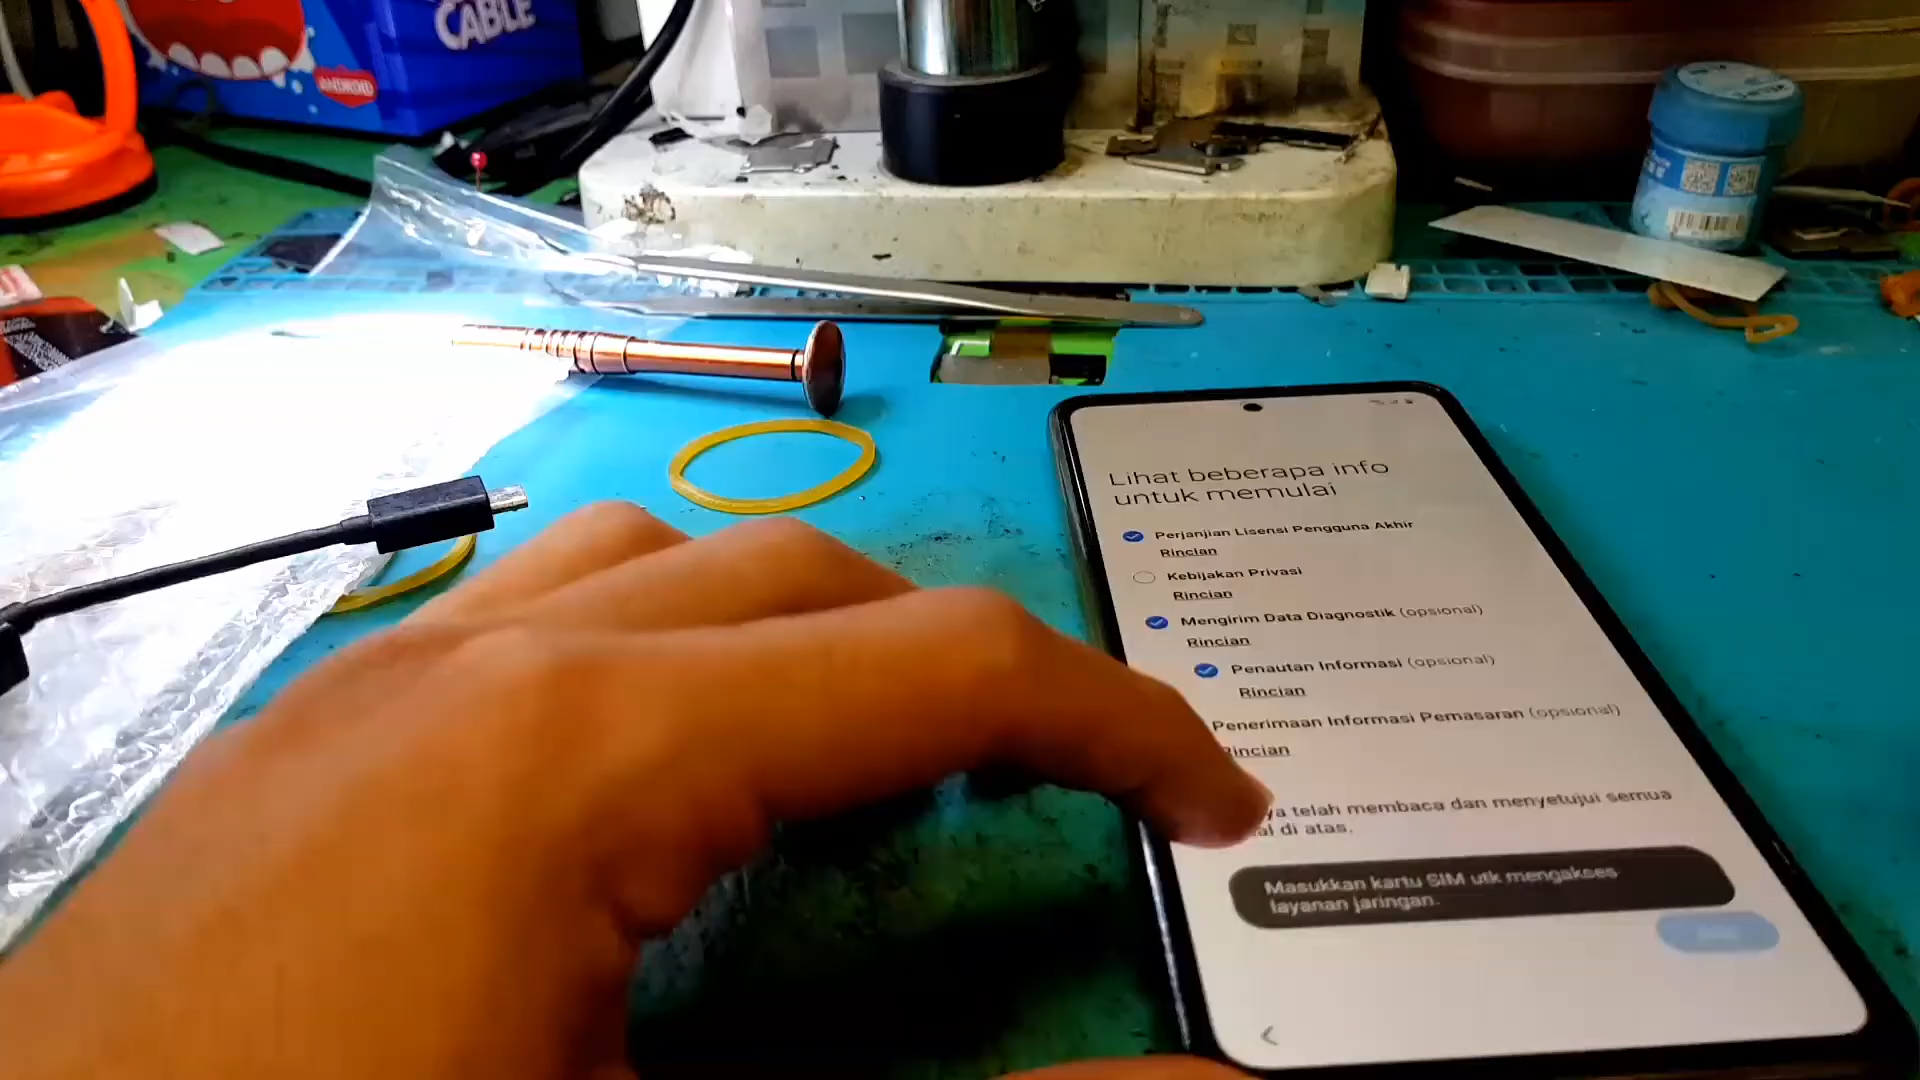 CABLE
ANDROID
Lihat beberapa info
untuk memulai
Perjanjian Lisensi Pengguna Akhir
Rincian
Kebijakan Privasi
Rincian
Mengirim Data Diagnostik (opsional)
Rincian
Penautan Informasi (opsional)
Rincian
Penerimaan Informasi Pemasaran (opsional)
Rincian
telah membaca dan menyetujui semua
di atas.
Masukkan kartu SIM utk mengakses
layanan jaringan.